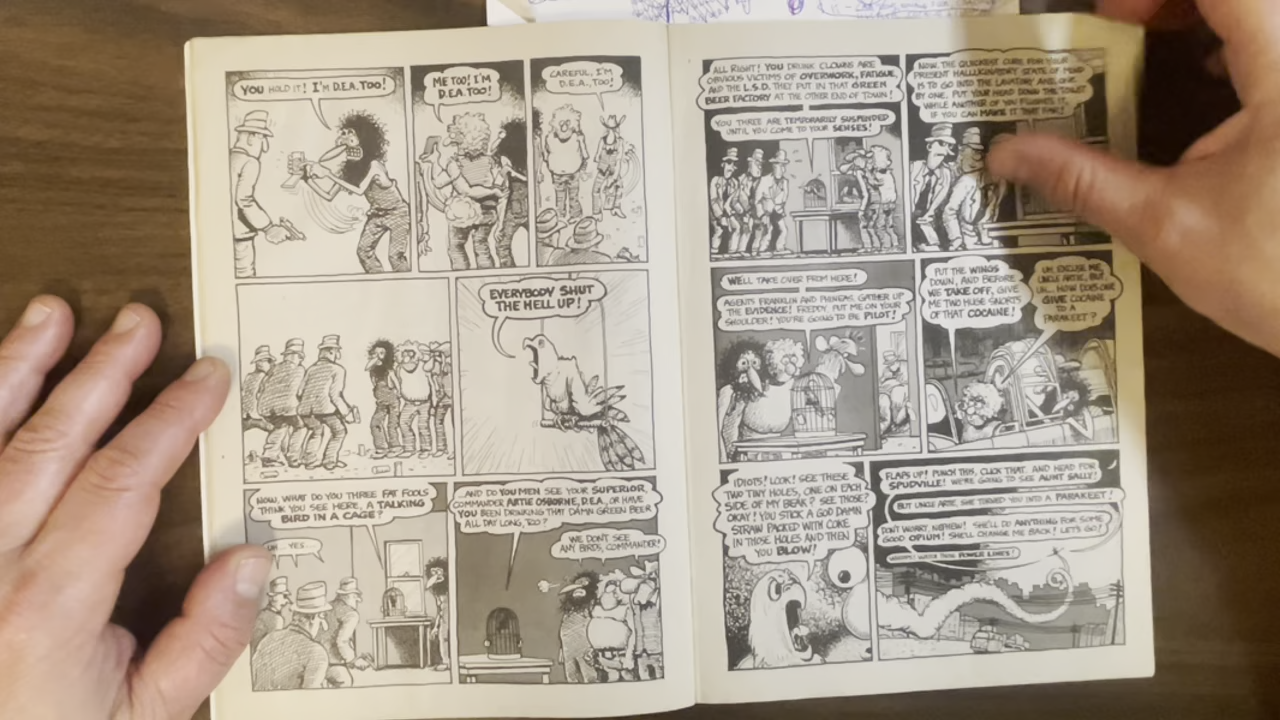 YOU HOLD IT! I'M D.E.A. TOO!
ME TOO! I'M
D.E.A. TOO!
CAREFUL, I'M
D.E.A., TOO!
EVERYBODY SHUT
THE HELL UP!
NOW, WHAT DO YOU THREE FAT FOOLS
THINK YOU SEE HERE, A TALKING
BIRD IN A CAGE?
UH... YES...
...AND DO YOU MEN SEE YOUR SUPERIOR,
COMMANDER ARTIE OSBORNE, D.E.A., OR HAVE
YOU BEEN DRINKING THAT DAMN GREEN BEER
ALL DAY LONG, TOO?
WE DON'T SEE
ANY BIRDS, COMMANDER!
ALL RIGHT! YOU DRUNK CLOWNS ARE
OBVIOUS VICTIMS OF OVERWORK, FATIGUE,
AND THE L.S.D. THEY PUT IN THAT GREEN
BEER FACTORY AT THE OTHER END OF TOWN!
YOU THREE ARE TEMPORARILY SUSPENDED
UNTIL YOU COME TO YOUR SENSES!
NOW, THE QUICKEST CURE FOR YOUR
PRESENT HALLUCINATORY STATE OF MIND
IS TO GO INTO THE LAVATORY AND, ONE
BY ONE, PUT YOUR HEAD DOWN THE TOILET
WHILE ANOTHER OF YOU FLUSHES IT,
IF YOU CAN MAKE IT THAT FAR!
WE'LL TAKE OVER FROM HERE!
AGENTS FRANKLIN AND PHINEAS, GATHER UP
THE EVIDENCE! FREDDY, PUT ME ON YOUR
SHOULDER! YOU'RE GOING TO BE PILOT!
PUT THE WINGS
DOWN, AND BEFORE
WE TAKE OFF, GIVE
ME TWO HUGE SNORTS
OF THAT COCAINE!
UH, EXCUSE ME,
UNCLE ARTIE, BUT
UH... HOW DOES ONE
GIVE COCAINE
TO A
PARAKEET?
IDIOTS! LOOK! SEE THESE
TWO TINY HOLES, ONE ON EACH
SIDE OF MY BEAK? SEE THOSE?
OKAY! YOU STICK A GOD DAMN
STRAW PACKED WITH COKE
IN THOSE HOLES AND THEN
YOU BLOW!
FLAPS UP! PUNCH THIS, CLICK THAT, AND HEAD FOR
SPUDVILLE! WE'RE GOING TO SEE AUNT SALLY!
BUT UNCLE ARTIE, SHE TURNED YOU INTO A PARAKEET!
DON'T WORRY, NEPHEW! SHE'LL DO ANYTHING FOR SOME
GOOD OPIUM! SHE'LL CHANGE ME BACK! LET'S GO!
WATCH THOSE POWER LINES!